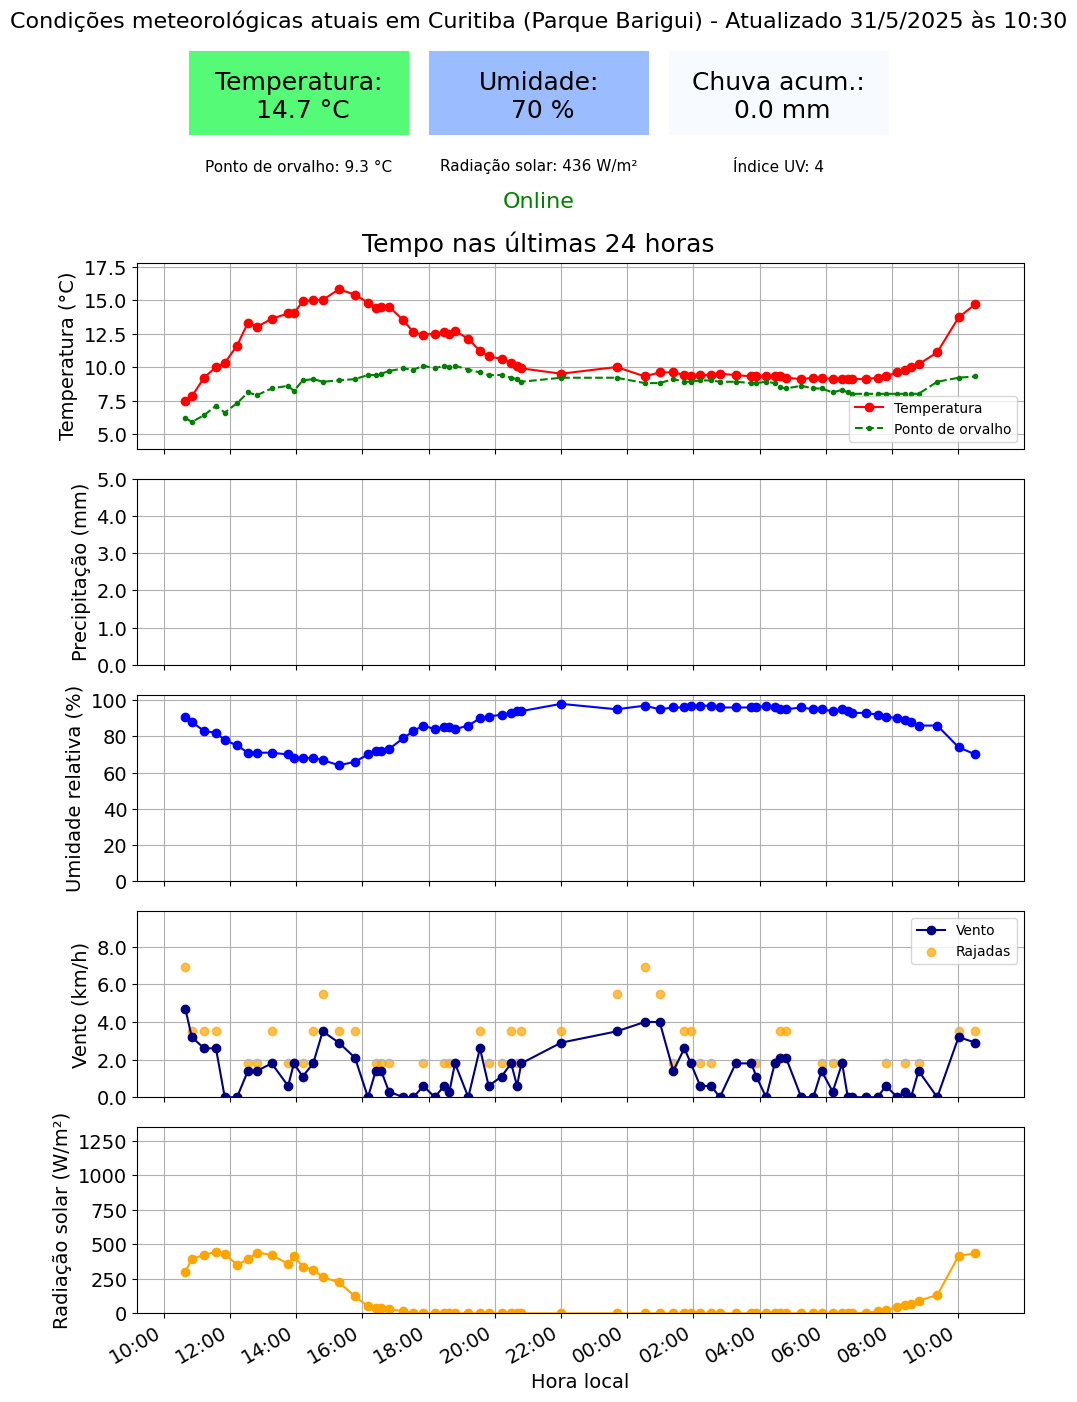 Condições meteorológicas atuais em Curitiba (Parque Barigui) - Atualizado 31/5/2025 às 10:30
Temperatura:
14.7 °C
Umidade:
70 %
Chuva acum.:
0.0 mm
Ponto de orvalho: 9.3 °C
Radiação solar: 436 W/m²
Índice UV: 4
Online
Tempo nas últimas 24 horas
Temperatura (°C)
17.5
15.0
12.5
10.0
7.5
5.0
Temperatura
Ponto de orvalho
Precipitação (mm)
5.0
4.0
3.0
2.0
1.0
0.0
Umidade relativa (%)
100
80
60
40
20
0
Vento (km/h)
8.0
6.0
4.0
2.0
0.0
Vento
Rajadas
Radiação solar (W/m²)
1250
1000
750
500
250
0
10:00
12:00
14:00
16:00
18:00
20:00
22:00
00:00
02:00
04:00
06:00
08:00
10:00
Hora local